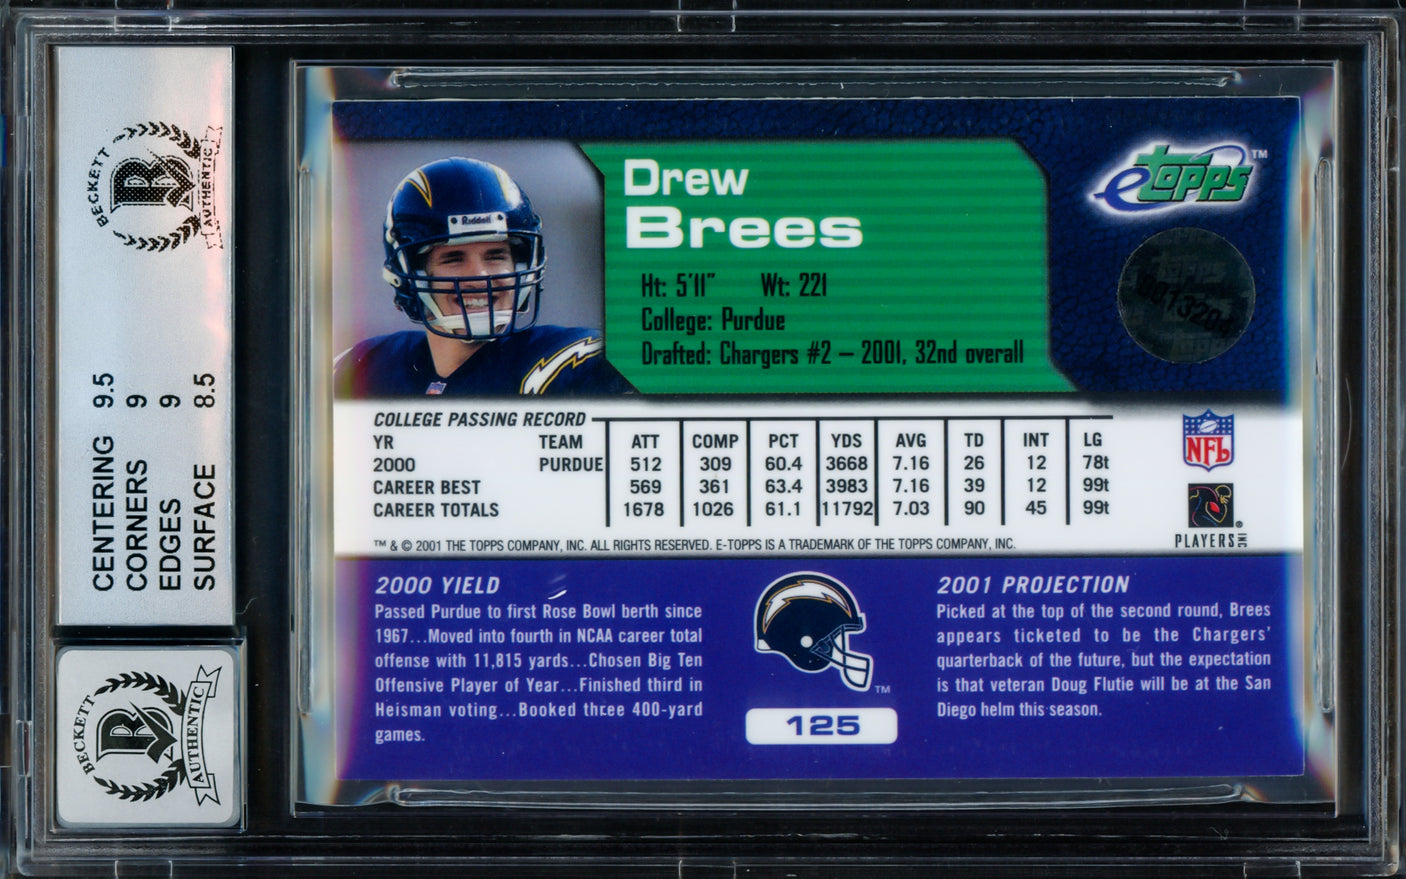 BECKETT
B
AUTHENTIC
CENTERING 9.5
CORNERS 9
EDGES 9
SURFACE 8.5
BECKETT
B
AUTHENTIC
Riddell
Drew
Brees
Ht: 5'11" Wt: 221
College: Purdue
Drafted: Chargers #2 – 2001, 32nd overall
etopps™
COLLEGE PASSING RECORD
YR TEAM ATT COMP PCT YDS AVG TD INT LG
2000 PURDUE 512 309 60.4 3668 7.16 26 12 78t
CAREER BEST 569 361 63.4 3983 7.16 39 12 99t
CAREER TOTALS 1678 1026 61.1 11792 7.03 90 45 99t
™ & © 2001 THE TOPPS COMPANY, INC. ALL RIGHTS RESERVED. E-TOPPS IS A TRADEMARK OF THE TOPPS COMPANY, INC.
NFL
PLAYERS INC
®
2000 YIELD
Passed Purdue to first Rose Bowl berth since
1967...Moved into fourth in NCAA career total
offense with 11,815 yards...Chosen Big Ten
Offensive Player of Year...Finished third in
Heisman voting...Booked three 400-yard
games.
™
125
2001 PROJECTION
Picked at the top of the second round, Brees
appears ticketed to be the Chargers'
quarterback of the future, but the expectation
is that veteran Doug Flutie will be at the San
Diego helm this season.